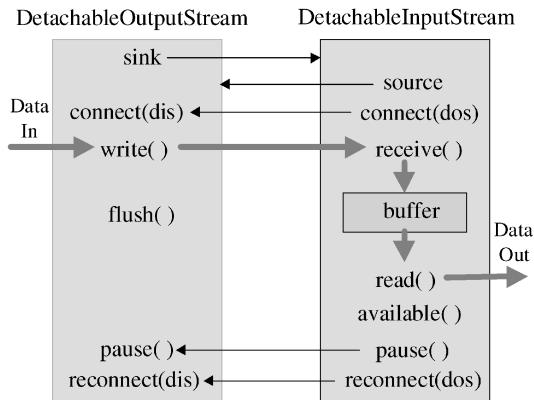 DetachableOutputStream DetachableInputStream
sink
source
Data
In
connect(dis) connect(dos)
write( ) receive( )
flush( ) buffer
Data
Out
read( )
available( )
pause( ) pause( )
reconnect(dis) reconnect(dos)